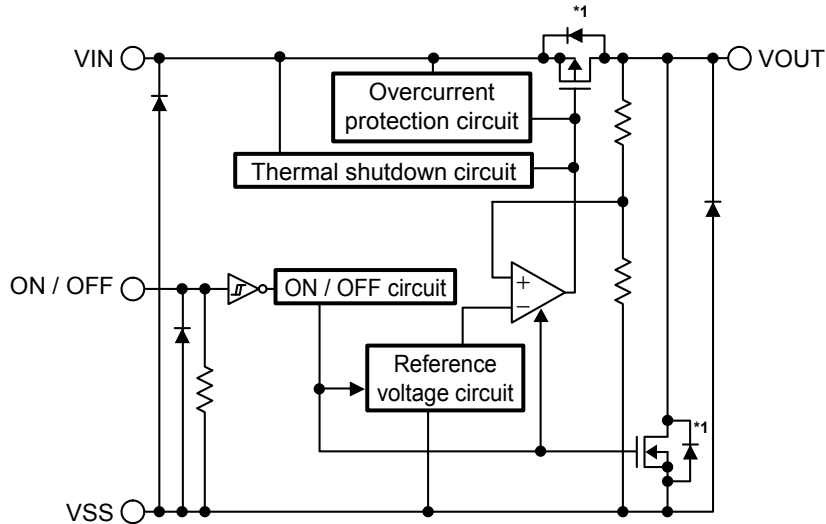 *1
VIN
VOUT
Overcurrent
protection circuit
Thermal shutdown circuit
ON / OFF
ON / OFF circuit
+
−
Reference
voltage circuit
*1
VSS